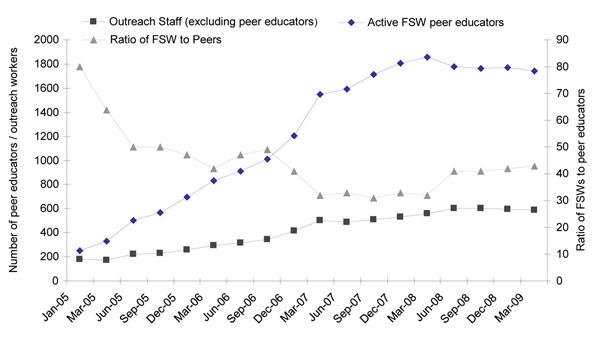 Outreach Staff (excluding peer educators)
Active FSW peer educators
Ratio of FSW to Peers
Number of peer educators / outreach workers
2000
1800
1600
1400
1200
1000
800
600
400
200
0
90
80
70
60
50
40
30
20
10
0
Ratio of FSWs to peer educators
Jan-05
Mar-05
Jun-05
Sep-05
Dec-05
Mar-06
Jun-06
Sep-06
Dec-06
Mar-07
Jun-07
Sep-07
Dec-07
Mar-08
Jun-08
Sep-08
Dec-08
Mar-09